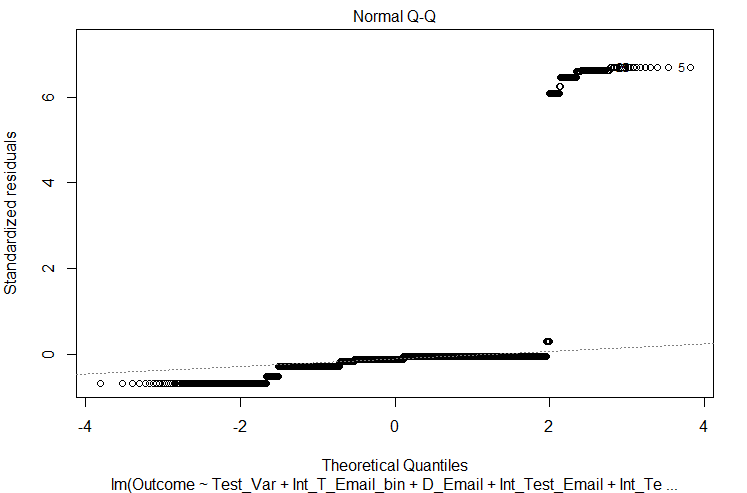 Normal Q-Q
Standardized residuals
6
4
2
0
5
-4 -2 0 2 4
Theoretical Quantiles
lm(Outcome ~ Test_Var + Int_T_Email_bin + D_Email + Int_Test_Email + Int_Te ...